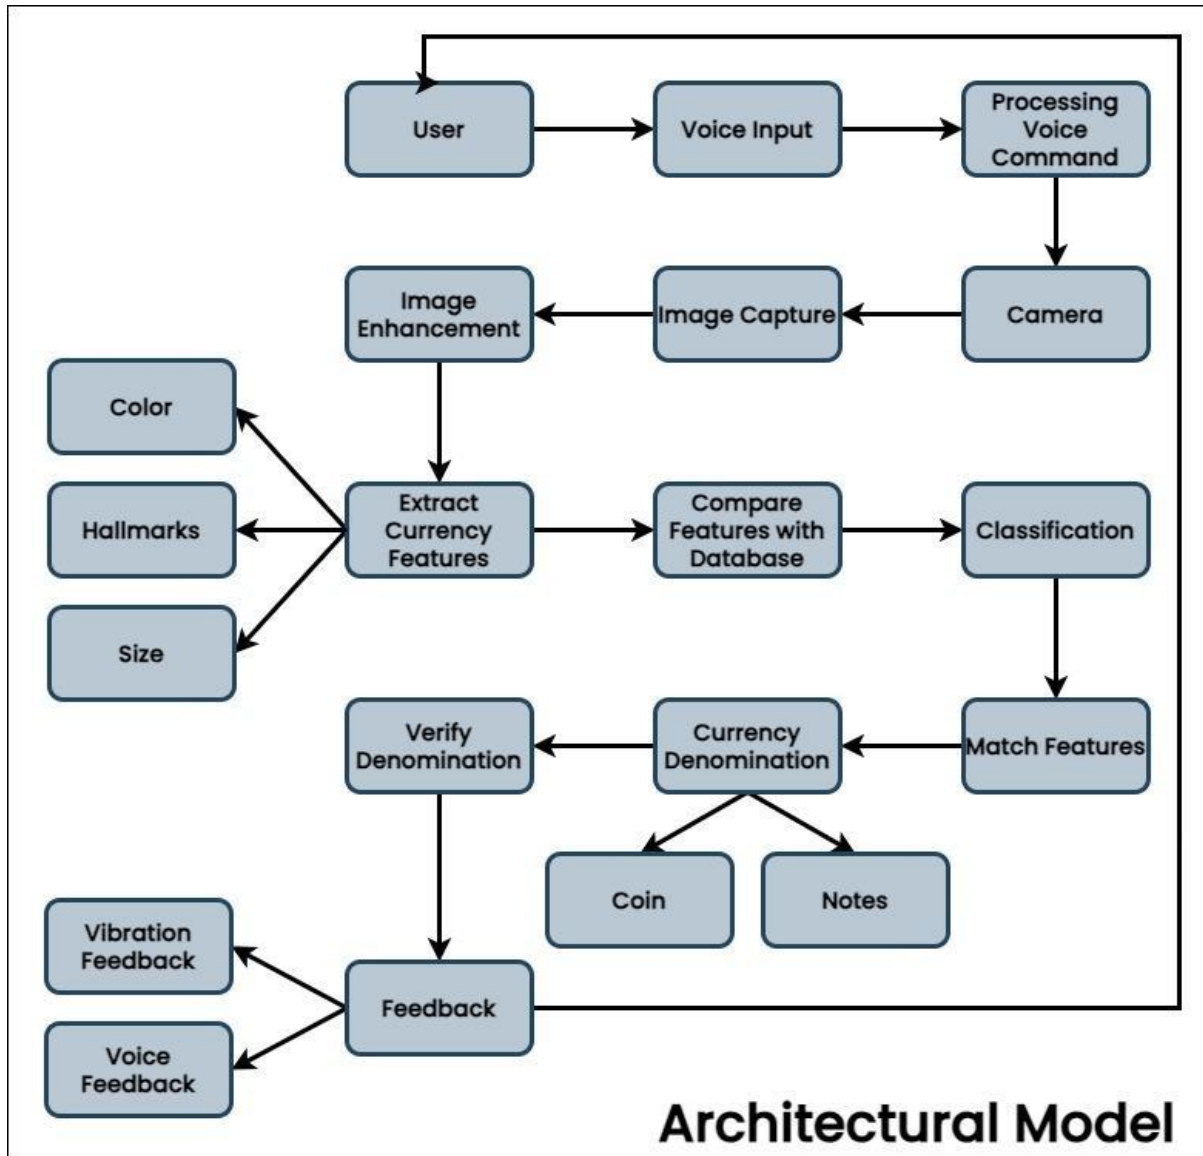 User
Voice Input
Processing
Voice
Command
Image
Enhancement
Image Capture
Camera
Color
Hallmarks
Size
Extract
Currency
Features
Compare
Features with
Database
Classification
Verify
Denomination
Currency
Denomination
Match Features
Coin
Notes
Vibration
Feedback
Voice
Feedback
Feedback
Architectural Model